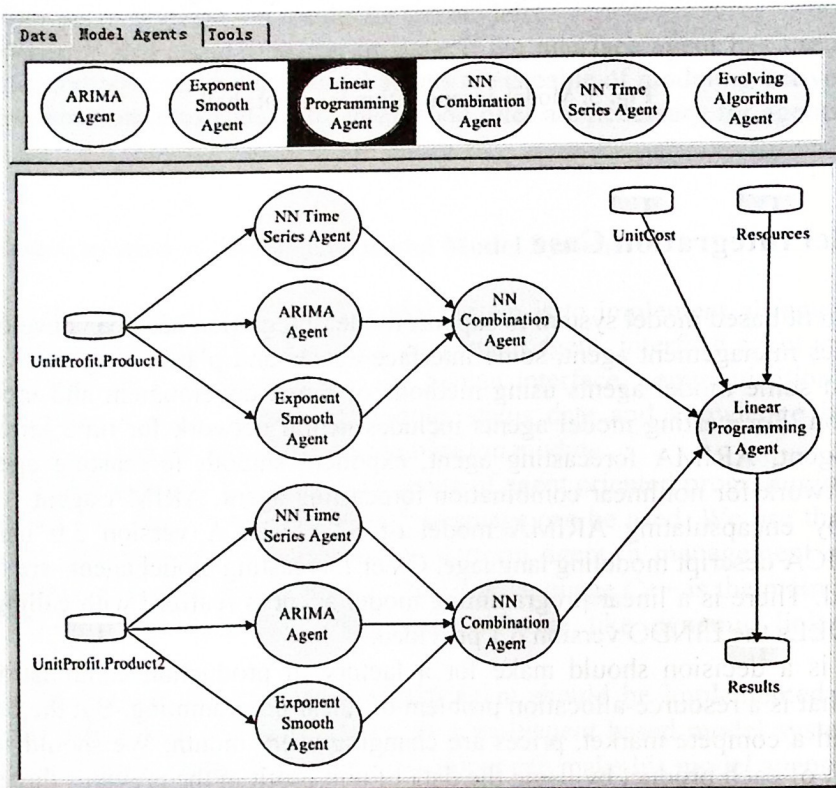 Data Model Agents Tools
ARIMA
Agent
Exponent
Smooth
Agent
Linear
Programming
Agent
NN
Combination
Agent
NN Time
Series Agent
Evolving
Algorithm
Agent
NN Time
Series Agent
UnitCost
Resources
UnitProfit.Product1
ARIMA
Agent
NN
Combination
Agent
Exponent
Smooth
Agent
Linear
Programming
Agent
NN Time
Series Agent
UnitProfit.Product2
ARIMA
Agent
NN
Combination
Agent
Exponent
Smooth
Agent
Results